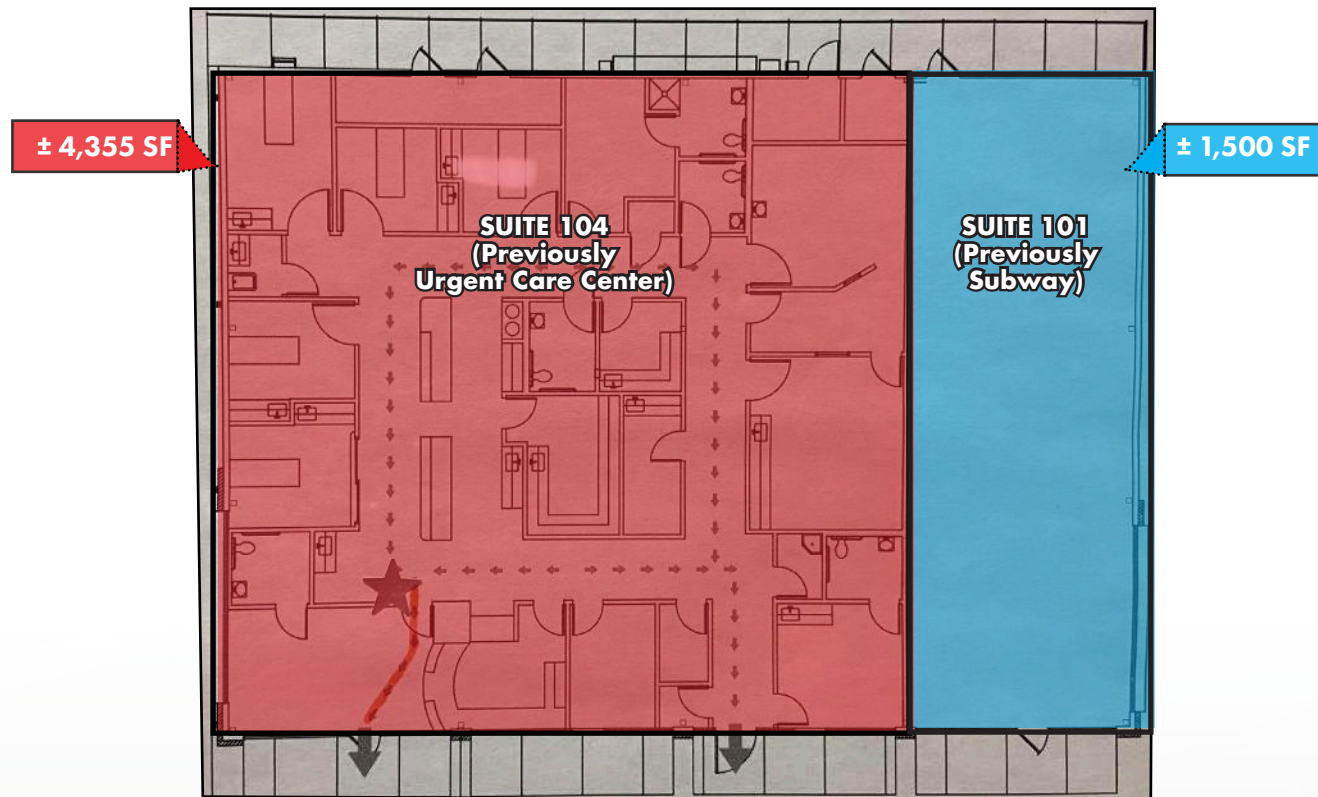 ± 4,355 SF
± 1,500 SF
SUITE 104
(Previously
Urgent Care Center)
SUITE 101
(Previously
Subway)